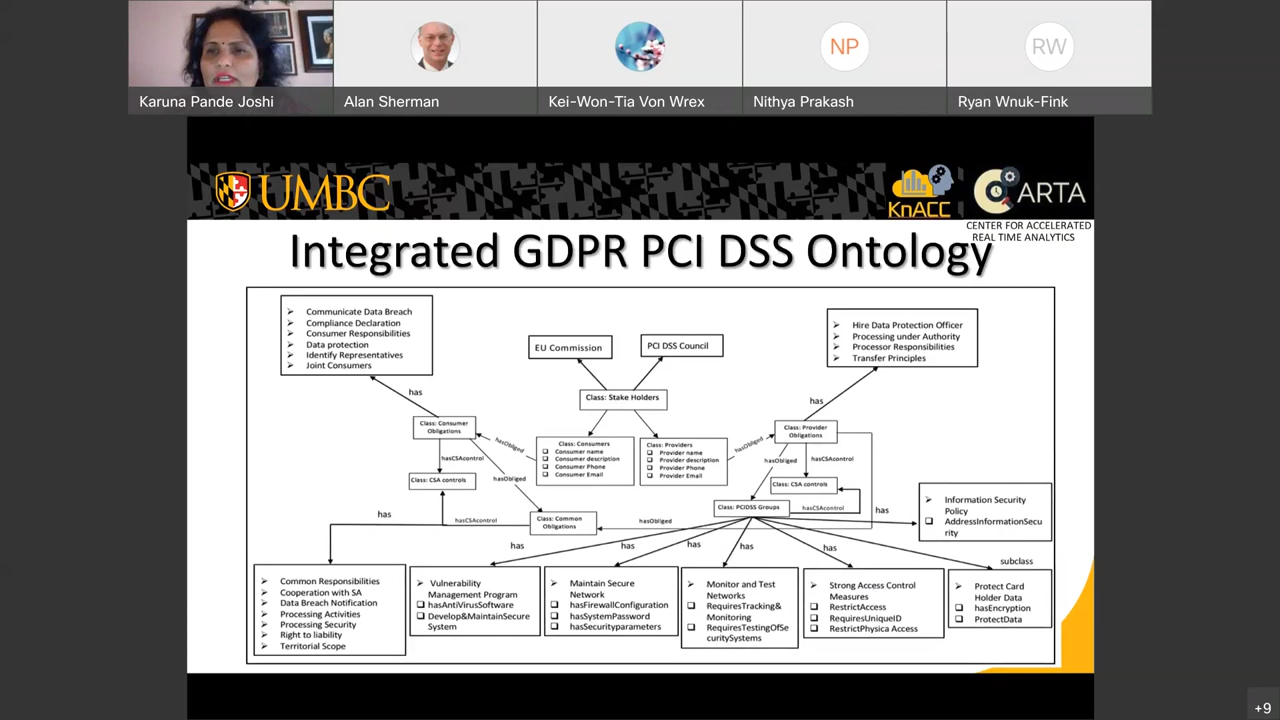 NP
RW
Karuna Pande Joshi
Alan Sherman
Kei-Won-Tia Von Wrex
Nithya Prakash
Ryan Wnuk-Fink
UMBC
KnACC
CARTA
CENTER FOR ACCELERATED
REAL TIME ANALYTICS
Integrated GDPR PCI DSS Ontology
Communicate Data Breach
Compliance Declaration
Consumer Responsibilities
Data protection
Identify Representatives
Joint Consumers
EU Commission
PCI DSS Council
Hire Data Protection Officer
Processing under Authority
Processor Responsibilities
Transfer Principles
has
Class: Stake Holders
has
Class: Consumer
Obligations
hasObliged
Class: Consumers
Consumer name
Consumer description
Consumer Phone
Consumer Email
Class: Providers
Provider name
Provider description
Provider Phone
Provider Email
hasObliged
Class: Provider
Obligations
hasCSAcontrol
hasObliged
hasCSAcontrol
Class: CSA controls
hasObliged
Class: CSA controls
has
hasCSAcontrol
Class: Common
Obligations
hasObliged
Class: PCIDSS Groups
hasCSAcontrol
has
Information Security
Policy
AddressInformationSecu
rity
has
has
has
has
has
subclass
Common Responsibilities
Cooperation with SA
Data Breach Notification
Processing Activities
Processing Security
Right to liability
Territorial Scope
Vulnerability
Management Program
hasAntiVirusSoftware
Develop&MaintainSecure
System
Maintain Secure
Network
hasFirewallConfiguration
hasSystemPassword
hasSecurityparameters
Monitor and Test
Networks
RequiresTracking&
Monitoring
RequiresTestingOfSe
curitySystems
Strong Access Control
Measures
RestrictAccess
RequiresUniqueID
RestrictPhysica Access
Protect Card
Holder Data
hasEncryption
ProtectData
+9